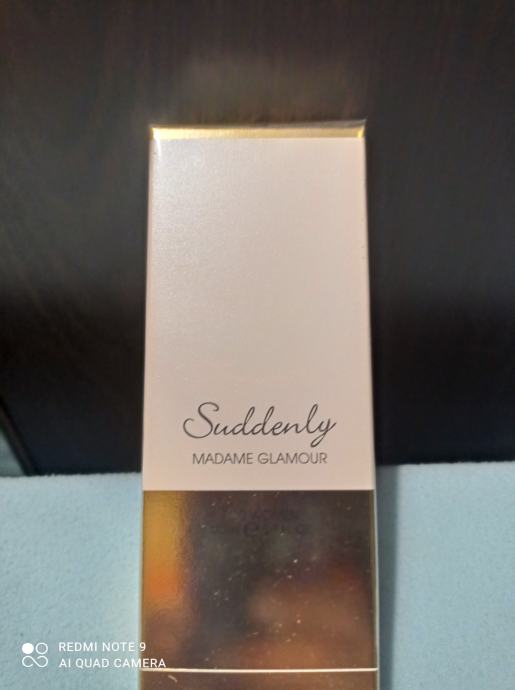 Suddenly
MADAME GLAMOUR
REDMI NOTE 9
AI QUAD CAMERA